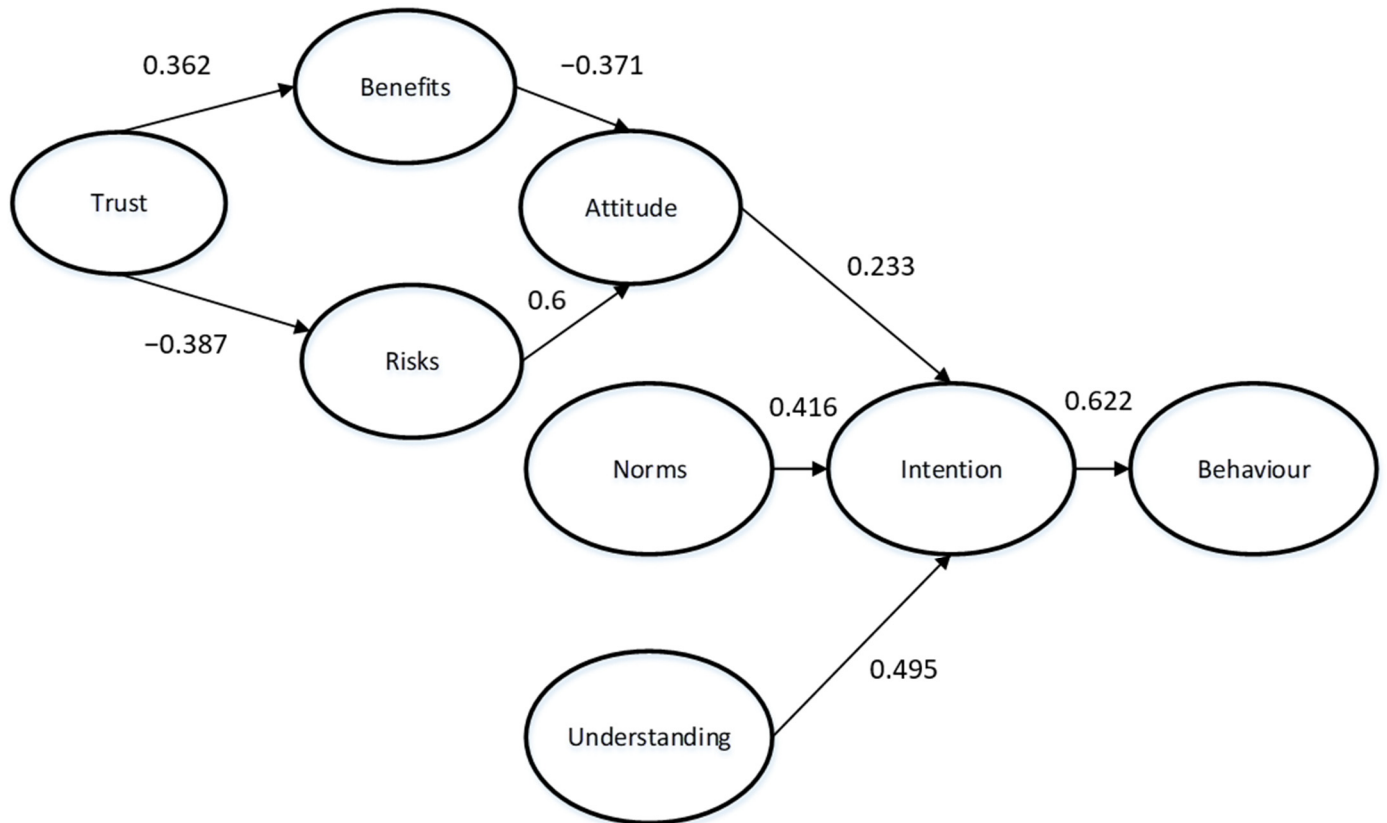 0.362
Benefits
−0.371
Trust
Attitude
−0.387
Risks
0.6
0.233
Norms
0.416
Intention
0.622
Behaviour
Understanding
0.495